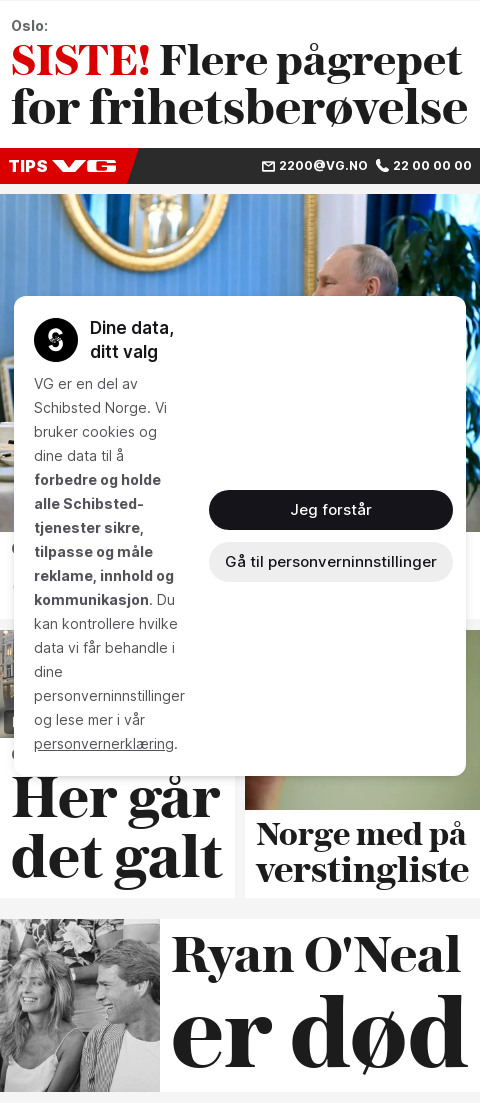 Oslo:
SISTE! Flere pågrepet
for frihetsberøvelse
TIPS VG
2200@VG.NO 22 00 00 00
Dine data,
ditt valg
VG er en del av
Schibsted Norge. Vi
bruker cookies og
dine data til å
forbedre og holde
alle Schibsted-
tjenester sikre,
tilpasse og måle
reklame, innhold og
kommunikasjon. Du
kan kontrollere hvilke
data vi får behandle i
dine
personverninnstillinger
og lese mer i vår
personvernerklæring.
Jeg forstår
Gå til personverninnstillinger
Her går
det galt
Norge med på
verstingliste
Ryan O'Neal
er død